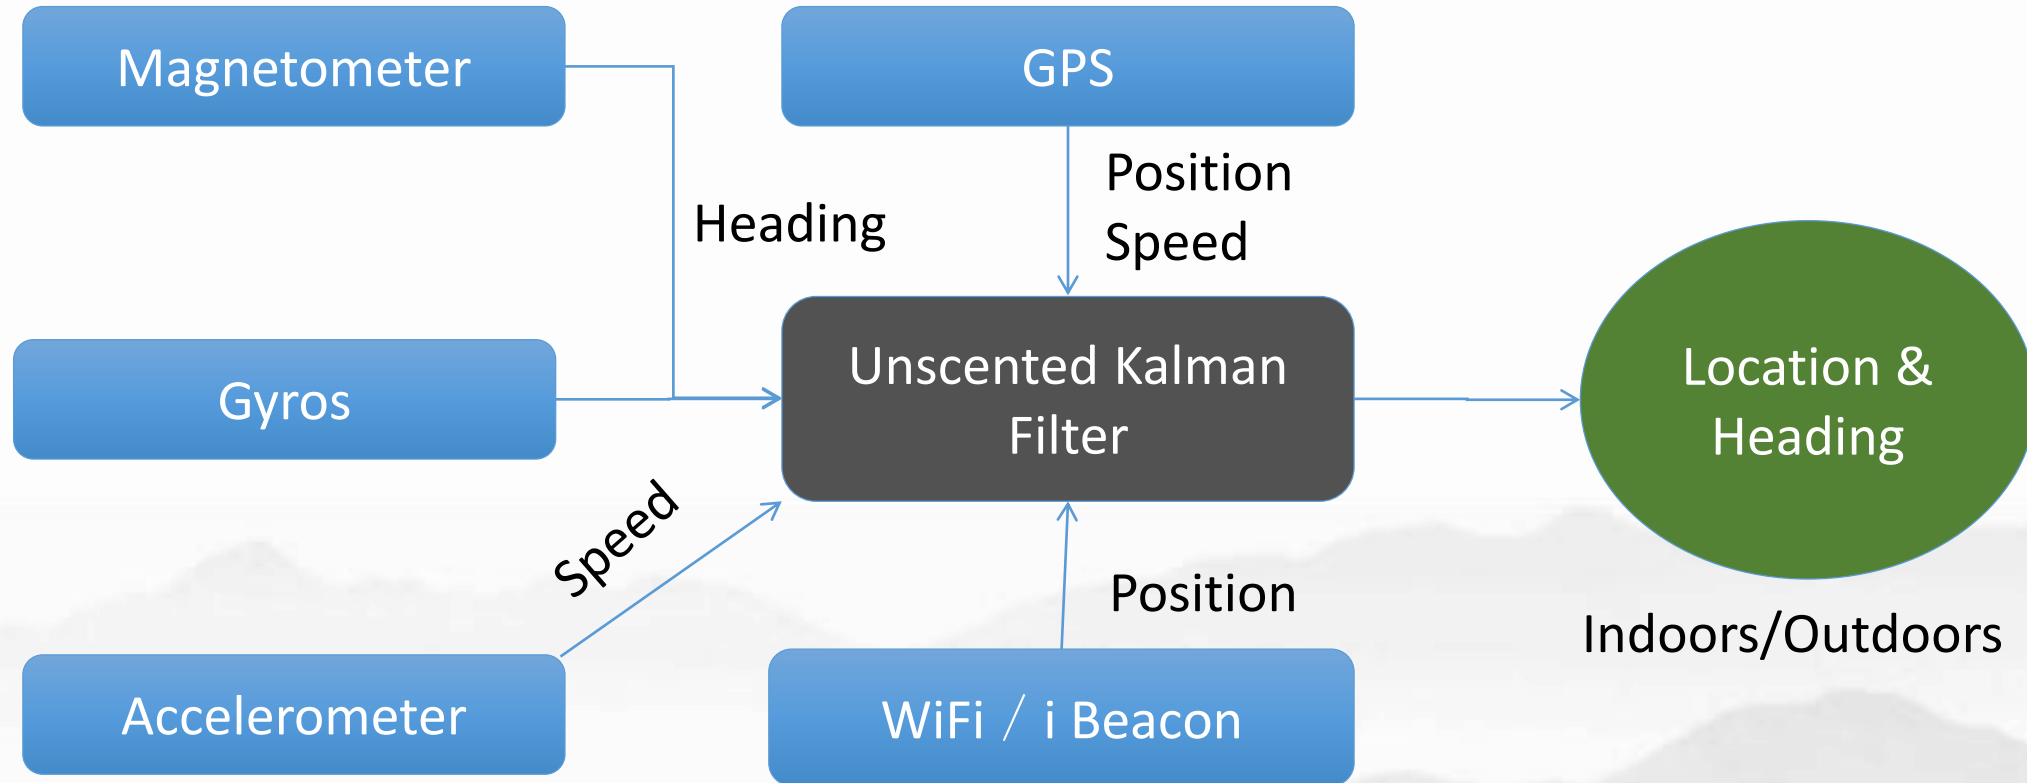 Magnetometer
GPS
Position
Speed
Heading
Gyros
Unscented Kalman
Filter
Location &
Heading
Speed
Position
Indoors/Outdoors
Accelerometer
WiFi／i Beacon